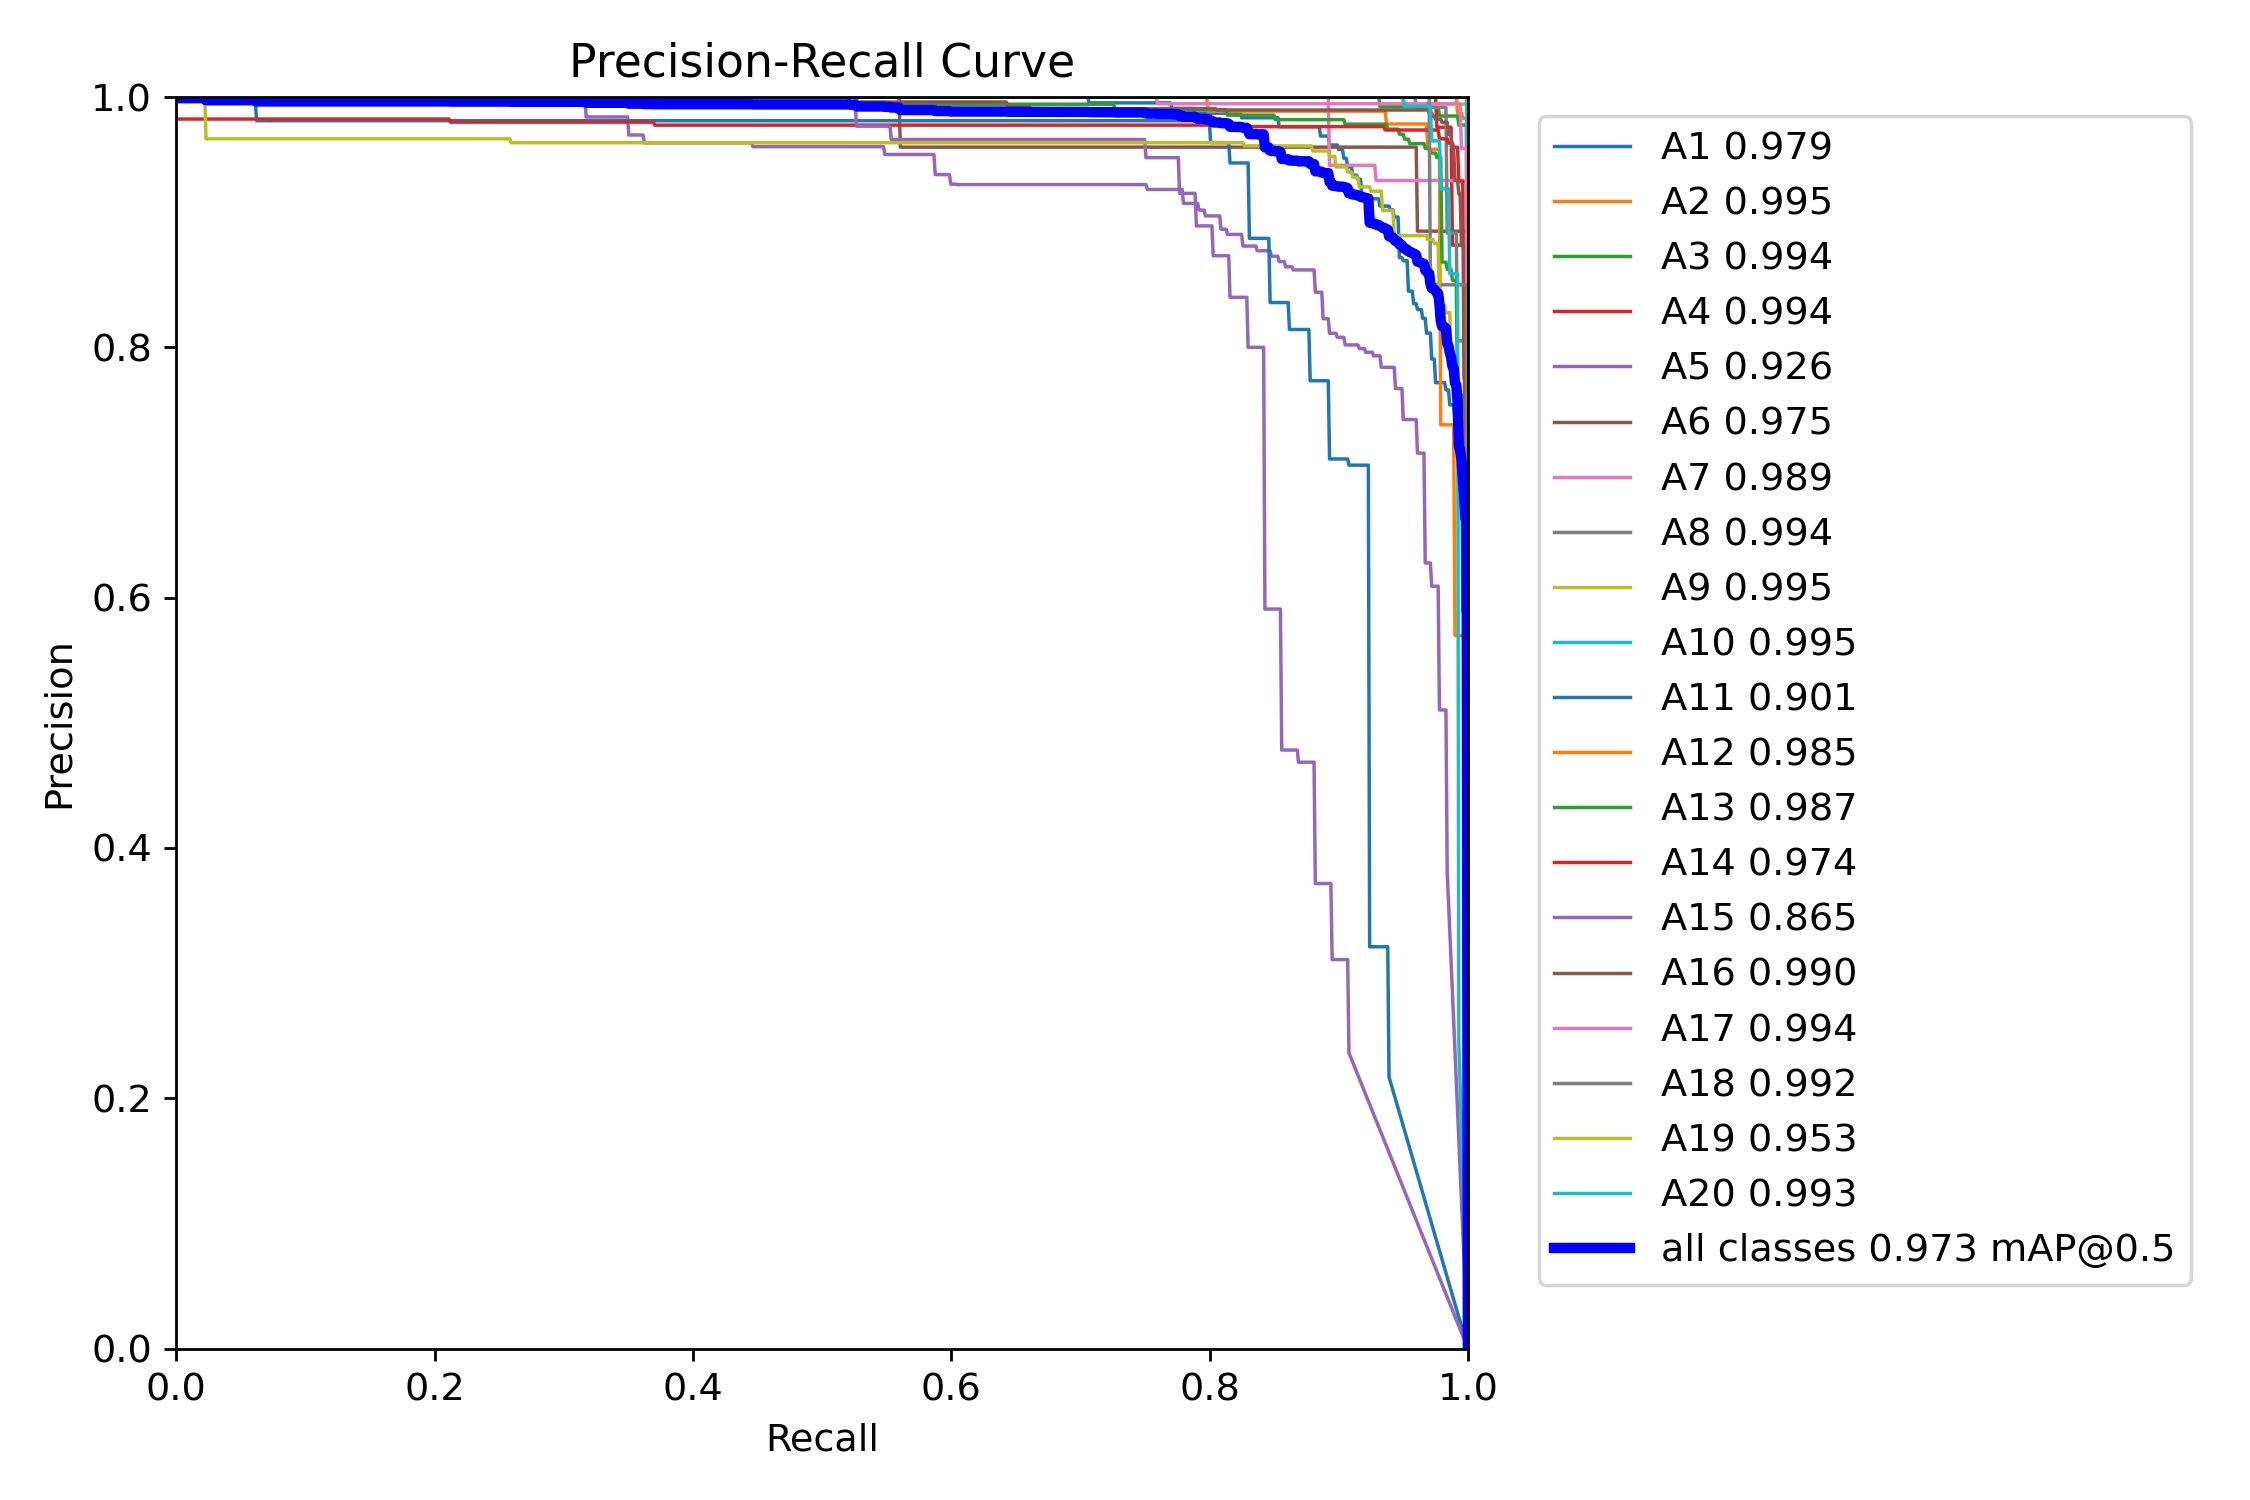 Precision-Recall Curve
1.0
0.8
0.6
0.4
0.2
0.0
Precision
0.0 0.2 0.4 0.6 0.8 1.0
Recall
A1 0.979
A2 0.995
A3 0.994
A4 0.994
A5 0.926
A6 0.975
A7 0.989
A8 0.994
A9 0.995
A10 0.995
A11 0.901
A12 0.985
A13 0.987
A14 0.974
A15 0.865
A16 0.990
A17 0.994
A18 0.992
A19 0.953
A20 0.993
all classes 0.973 mAP@0.5